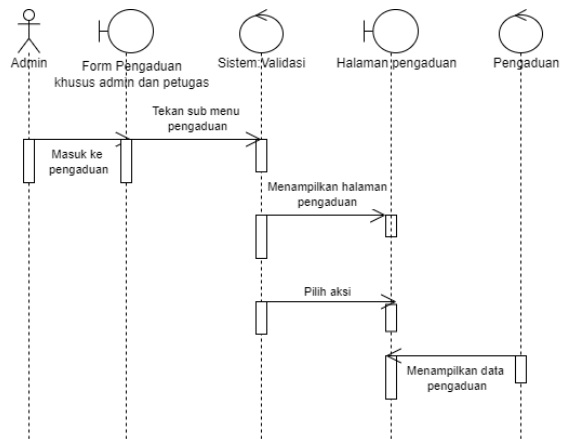 Admin
Form Pengaduan
khusus admin dan petugas
Sistem Validasi
Halaman pengaduan
Pengaduan
Tekan sub menu
pengaduan
Masuk ke
pengaduan
Menampilkan halaman
pengaduan
Pilih aksi
Menampilkan data
pengaduan